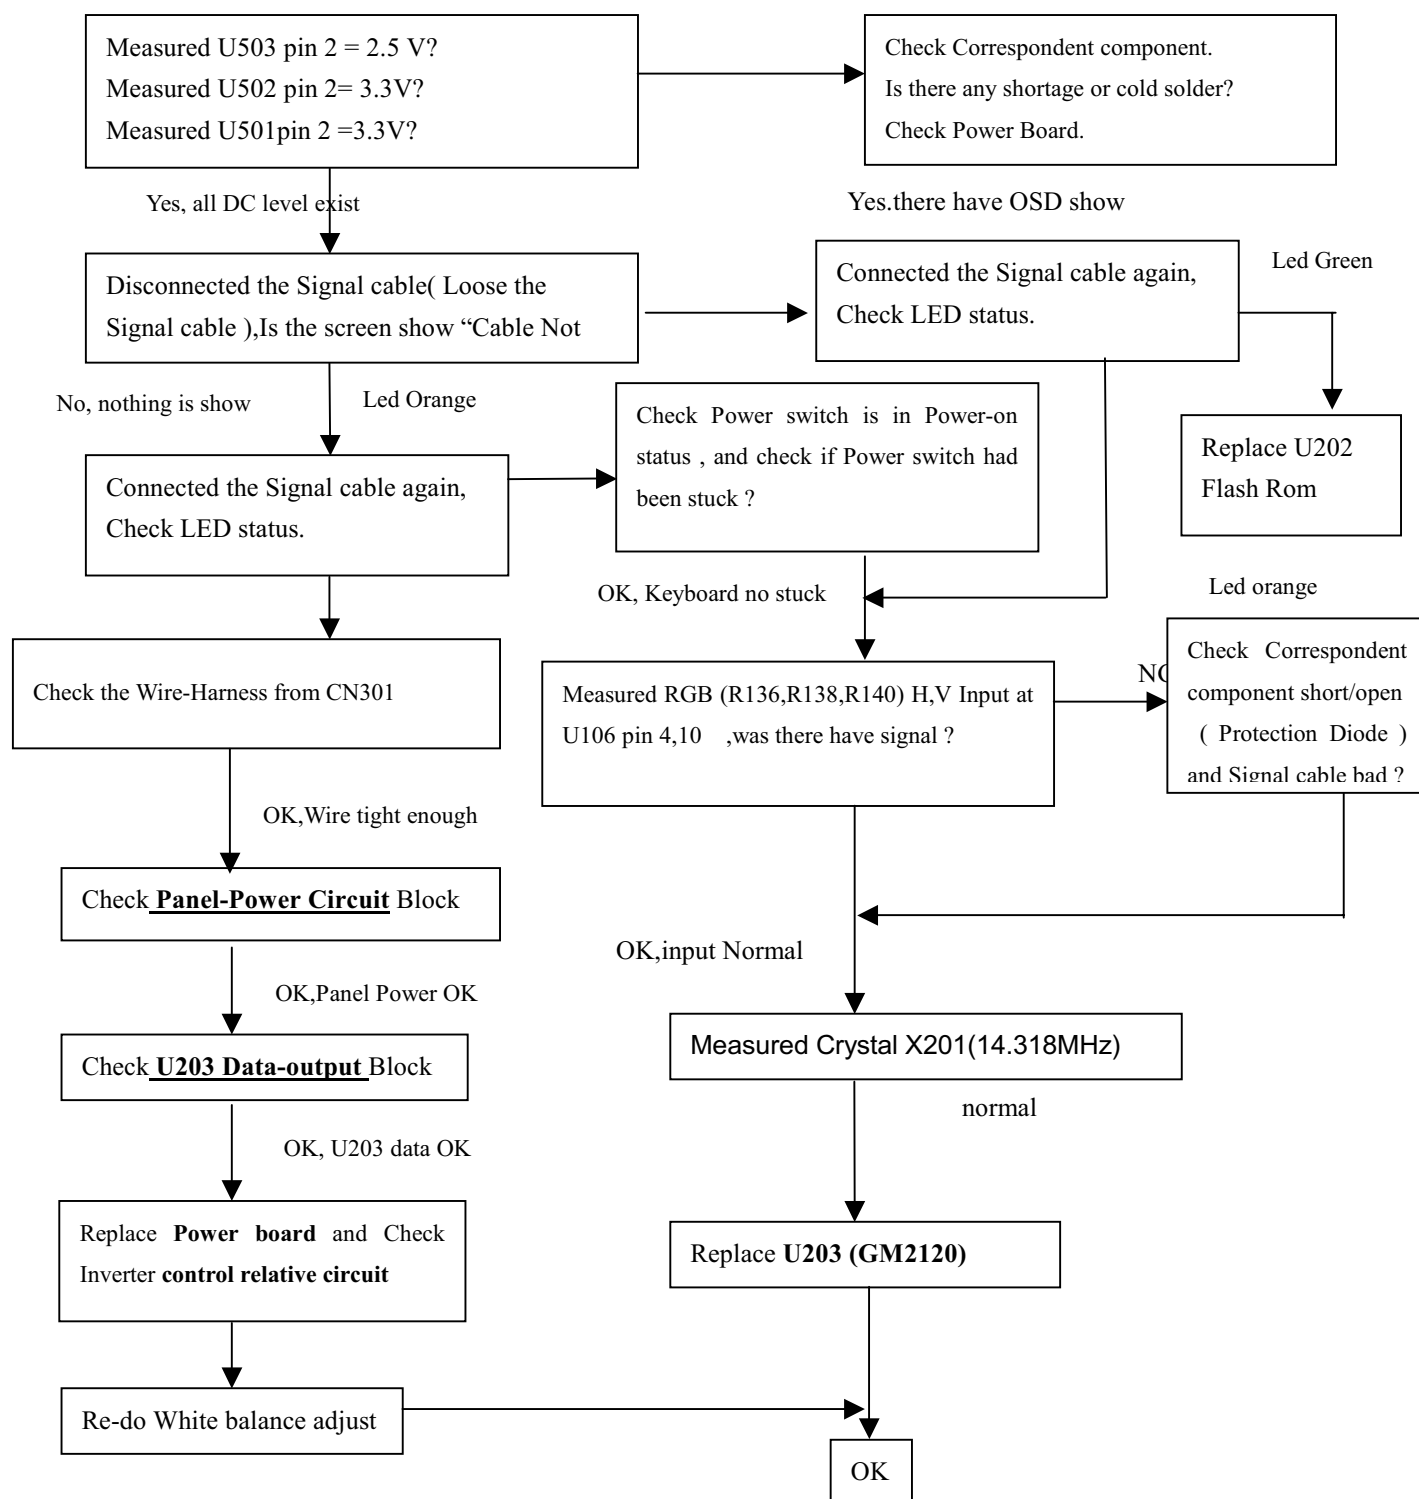 Measured U503 pin 2 = 2.5 V?
Measured U502 pin 2= 3.3V?
Measured U501pin 2 =3.3V?
Check Correspondent component.
Is there any shortage or cold solder?
Check Power Board.
Yes, all DC level exist
Yes.there have OSD show
Disconnected the Signal cable( Loose the
Signal cable ),Is the screen show “Cable Not
Connected the Signal cable again,
Check LED status.
Led Green
No, nothing is show
Led Orange
Check Power switch is in Power-on
status , and check if Power switch had
been stuck ?
Replace U202
Flash Rom
Connected the Signal cable again,
Check LED status.
OK, Keyboard no stuck
Led orange
Check the Wire-Harness from CN301
Measured RGB (R136,R138,R140) H,V Input at
U106 pin 4,10 ,was there have signal ?
NO
Check Correspondent
component short/open
( Protection Diode )
and Signal cable bad ?
OK,Wire tight enough
Check Panel-Power Circuit Block
OK,input Normal
OK,Panel Power OK
Measured Crystal X201(14.318MHz)
Check U203 Data-output Block
normal
OK, U203 data OK
Replace Power board and Check
Inverter control relative circuit
Replace U203 (GM2120)
Re-do White balance adjust
OK